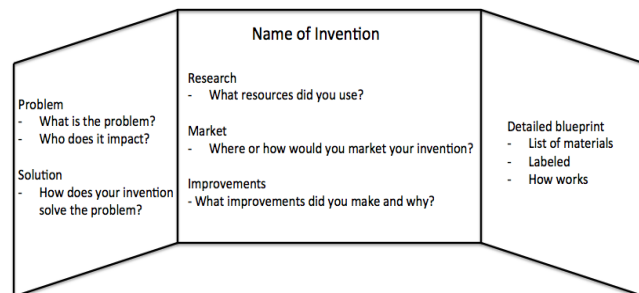 Problem
- What is the problem?
- Who does it impact?
Solution
- How does your invention
solve the problem?
Name of Invention
Research
- What resources did you use?
Market
- Where or how would you market your invention?
Improvements
- What improvements did you make and why?
Detailed blueprint
- List of materials
- Labeled
- How works